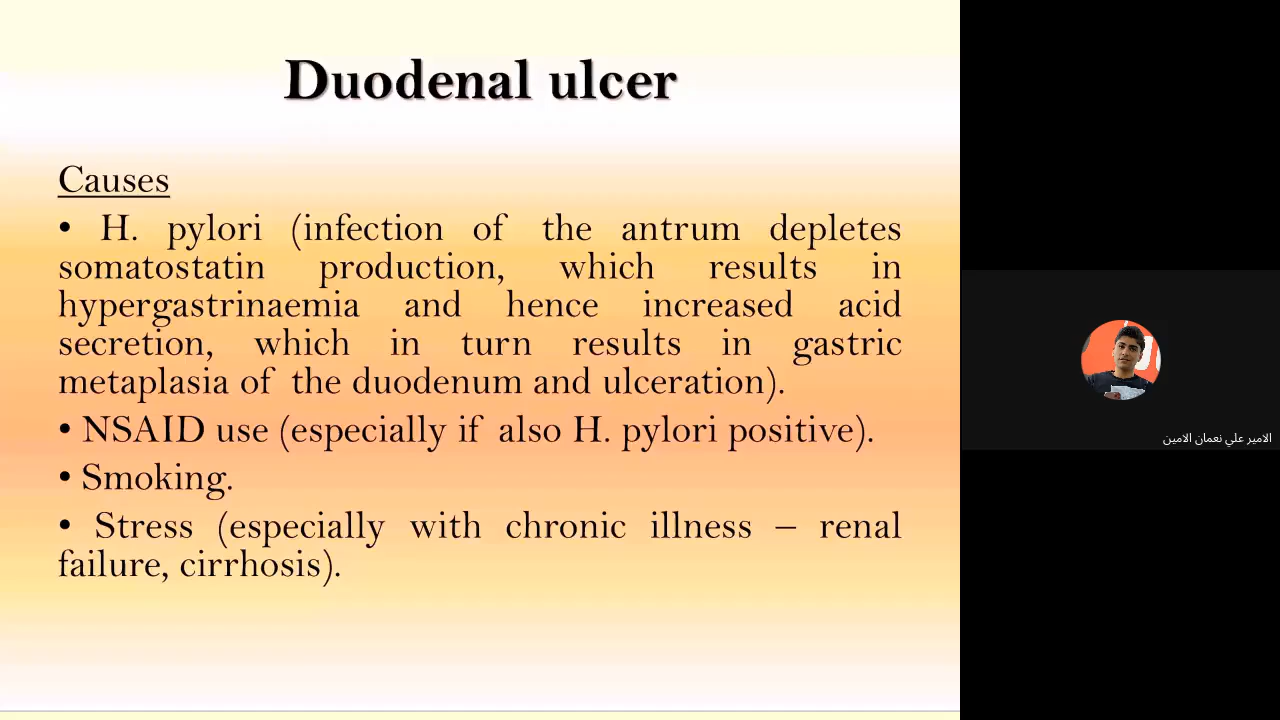 Duodenal ulcer
Causes
• H. pylori (infection of the antrum depletes
somatostatin production, which results in
hypergastrinaemia and hence increased acid
secretion, which in turn results in gastric
metaplasia of the duodenum and ulceration).
• NSAID use (especially if also H. pylori positive).
• Smoking.
• Stress (especially with chronic illness – renal
failure, cirrhosis).
الامير علي نعمان الامين